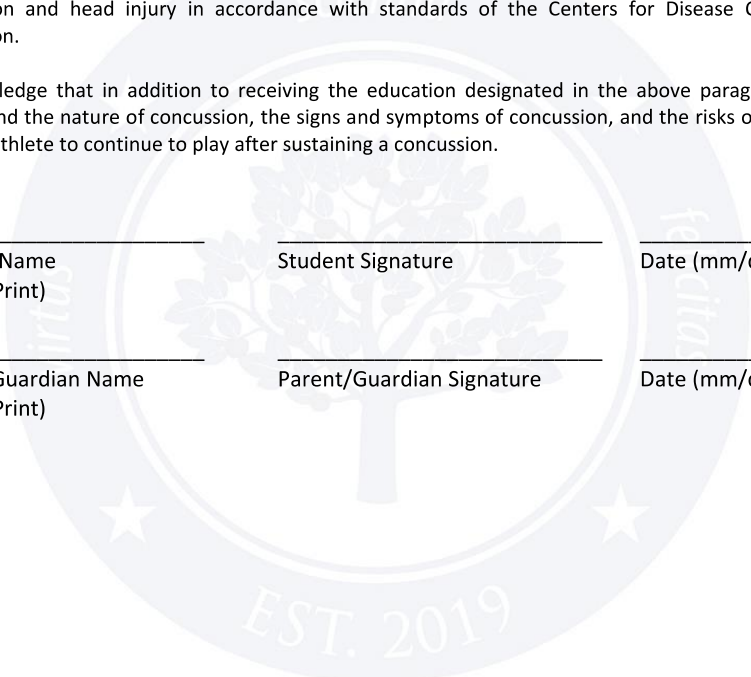 on and head injury in accordance with standards of the Centers for Disease C
on.
ledge that in addition to receiving the education designated in the above parag
nd the nature of concussion, the signs and symptoms of concussion, and the risks o
thlete to continue to play after sustaining a concussion.
Name Student Signature Date (mm/d
Print)
Guardian Name Parent/Guardian Signature Date (mm/d
Print)
virtus
felicitas
EST. 2019